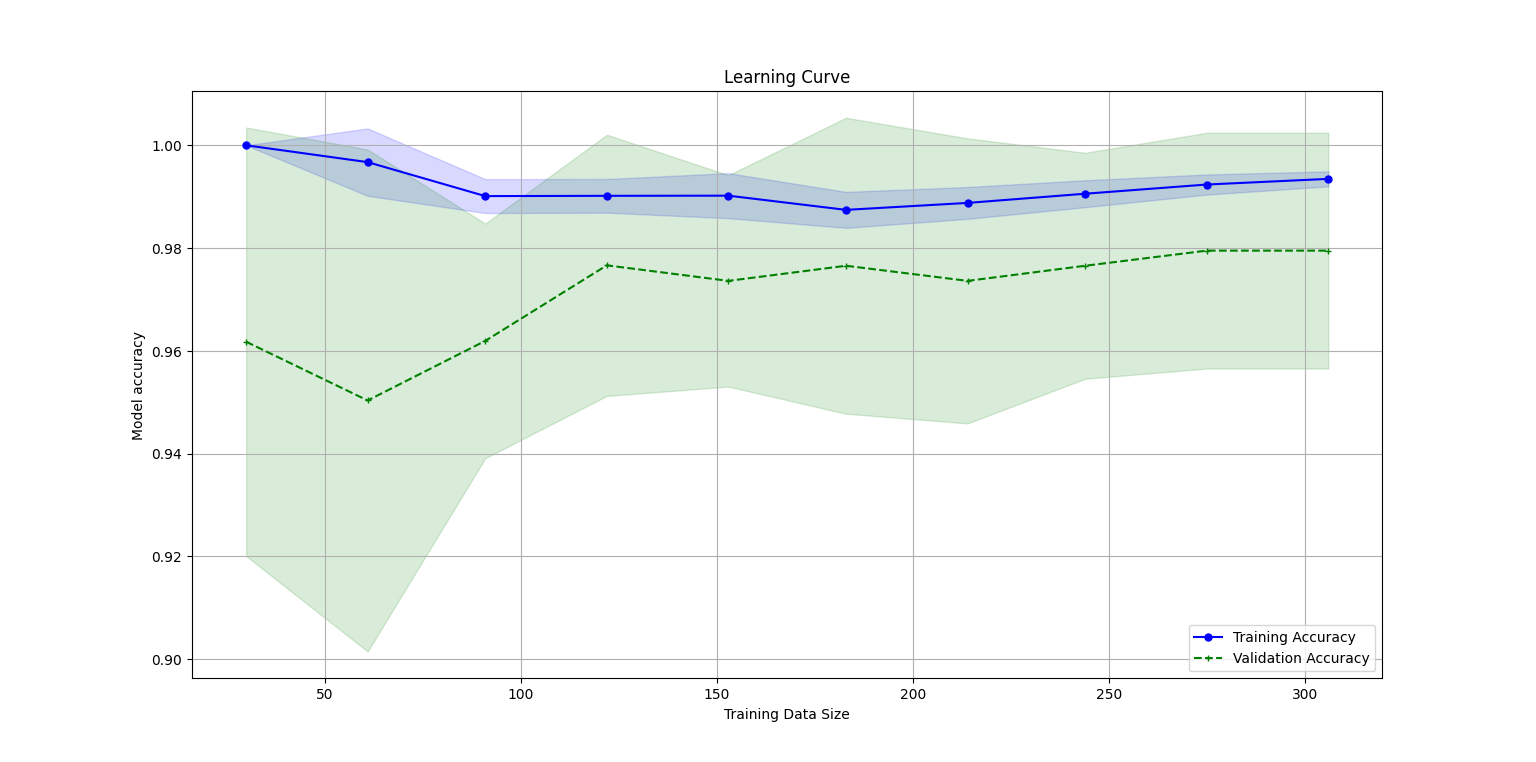 Learning Curve
Model accuracy
1.00
0.98
0.96
0.94
0.92
0.90
50 100 150 200 250 300
Training Data Size
Training Accuracy
Validation Accuracy